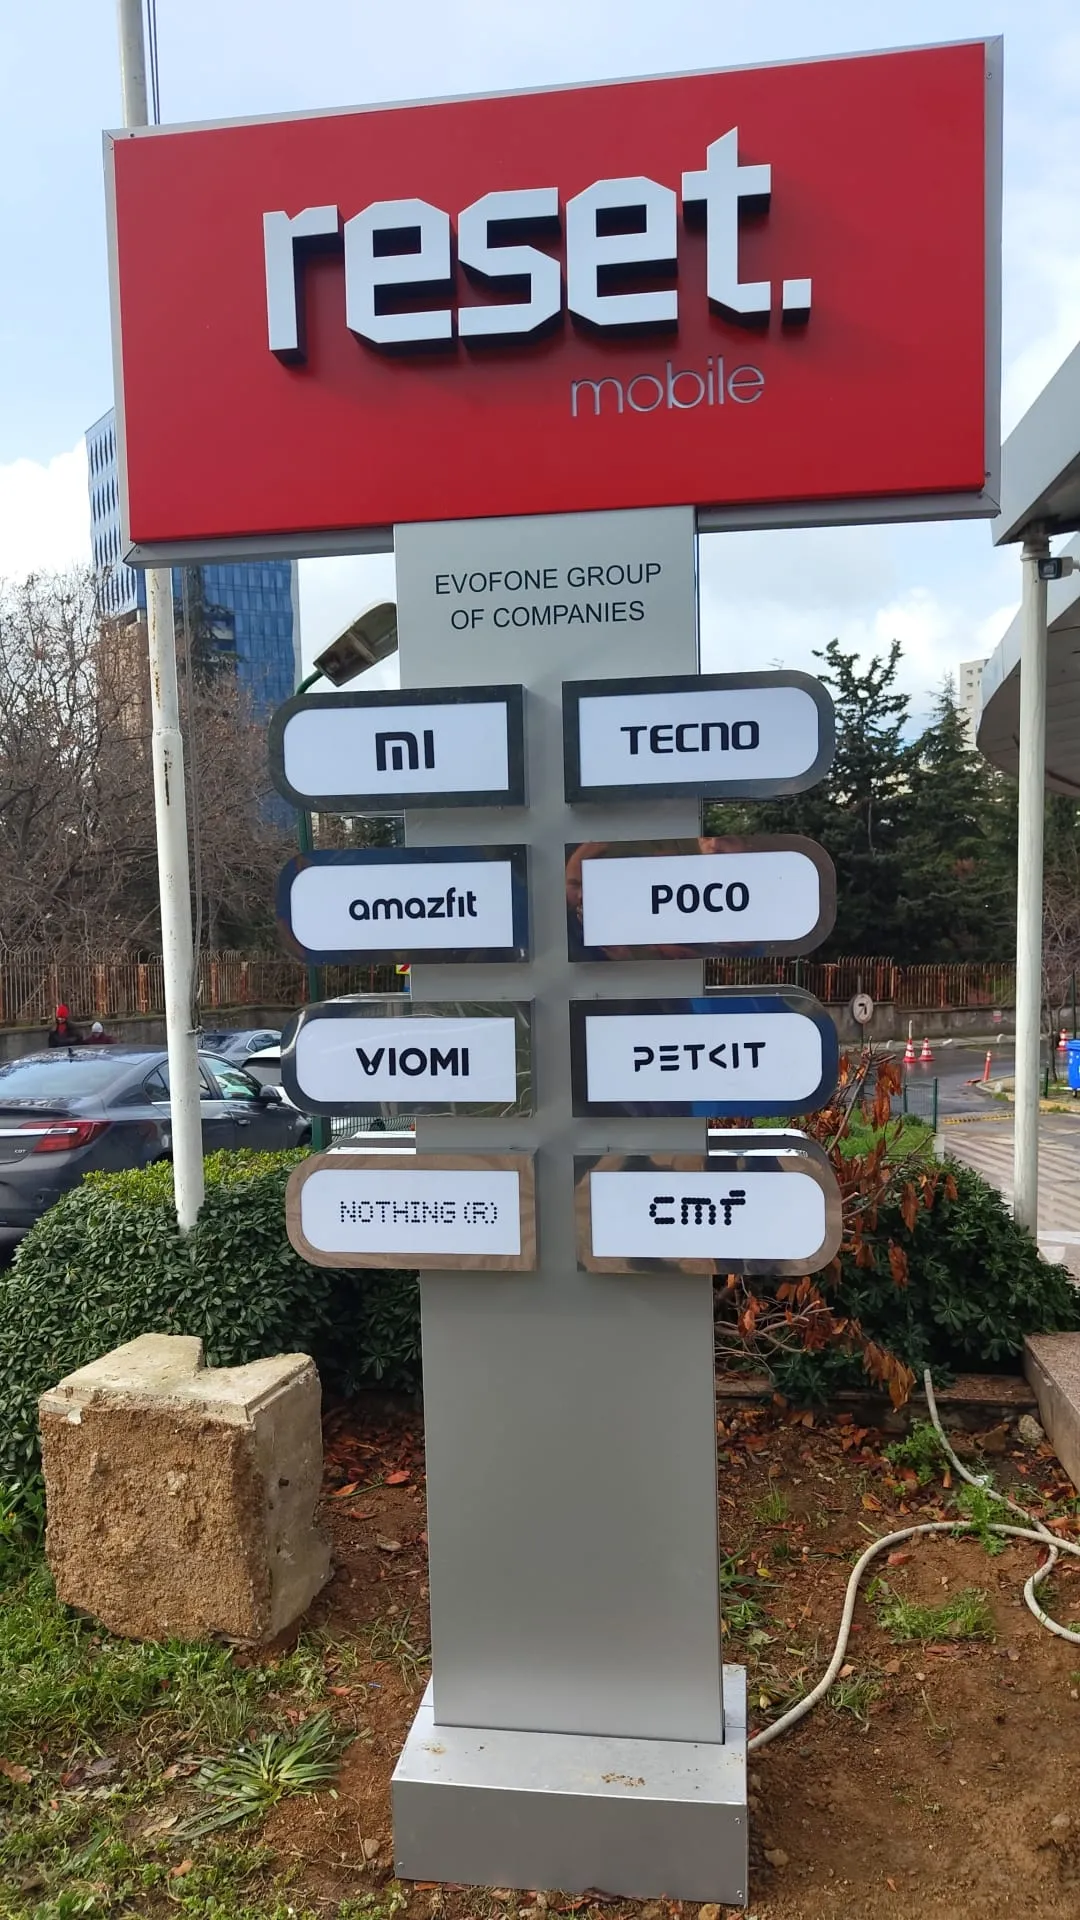 reset.
mobile
EVOFONE GROUP
OF COMPANIES
MI
TECNO
amazfit
POCO
VIOMI
PETKIT
NOTHING (R)
CMF